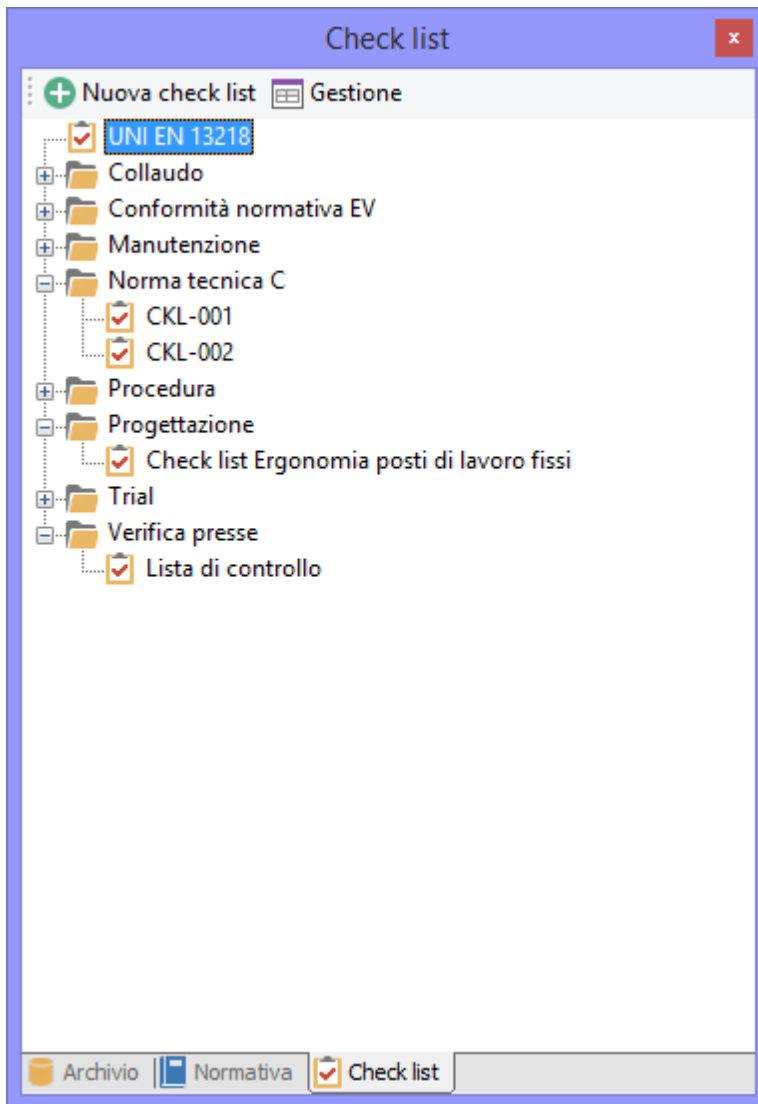 Check list
Nuova check list Gestione
UNI EN 13218
Collaudo
Conformità normativa EV
Manutenzione
Norma tecnica C
CKL-001
CKL-002
Procedura
Progettazione
Check list Ergonomia posti di lavoro fissi
Trial
Verifica presse
Lista di controllo
Archivio Normativa Check list